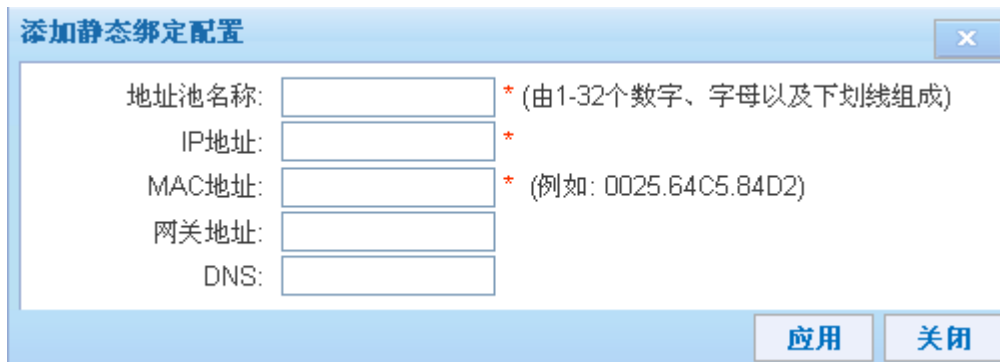 添加静态绑定配置
×
地址池名称: * (由1-32个数字、字母以及下划线组成)
IP地址: *
MAC地址: * (例如: 0025.64C5.84D2)
网关地址:
DNS:
应用 关闭